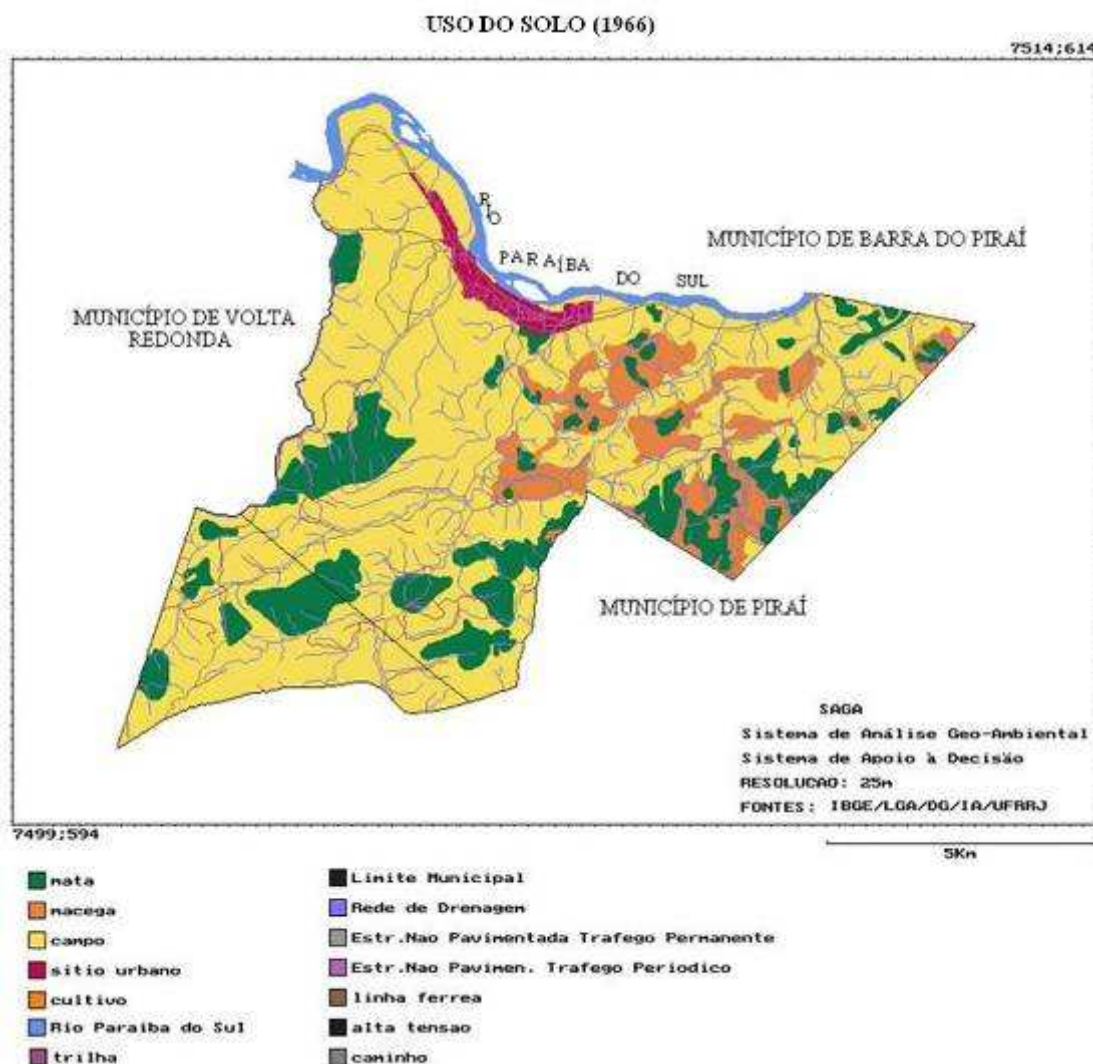 USO DO SOLO (1966)
7514;614
RIO
PARAÍBA DO SUL
MUNICÍPIO DE BARRA DO PIRAÍ
MUNICÍPIO DE VOLTA
REDONDA
MUNICÍPIO DE PIRAÍ
SAGA
Sistema de Análise Geo-Ambiental
Sistema de Apoio à Decisão
RESOLUCAO: 25m
FONTES: IBGE/LGA/DG/IA/UFRRJ
7499;594
5Km
mata
macega
campo
sitio urbano
cultivo
Rio Paraiba do Sul
trilha
Limite Municipal
Rede de Drenagem
Estr.Nao Pavimentada Trafego Permanente
Estr.Nao Pavimen. Trafego Periodico
linha ferrea
alta tensao
caminho